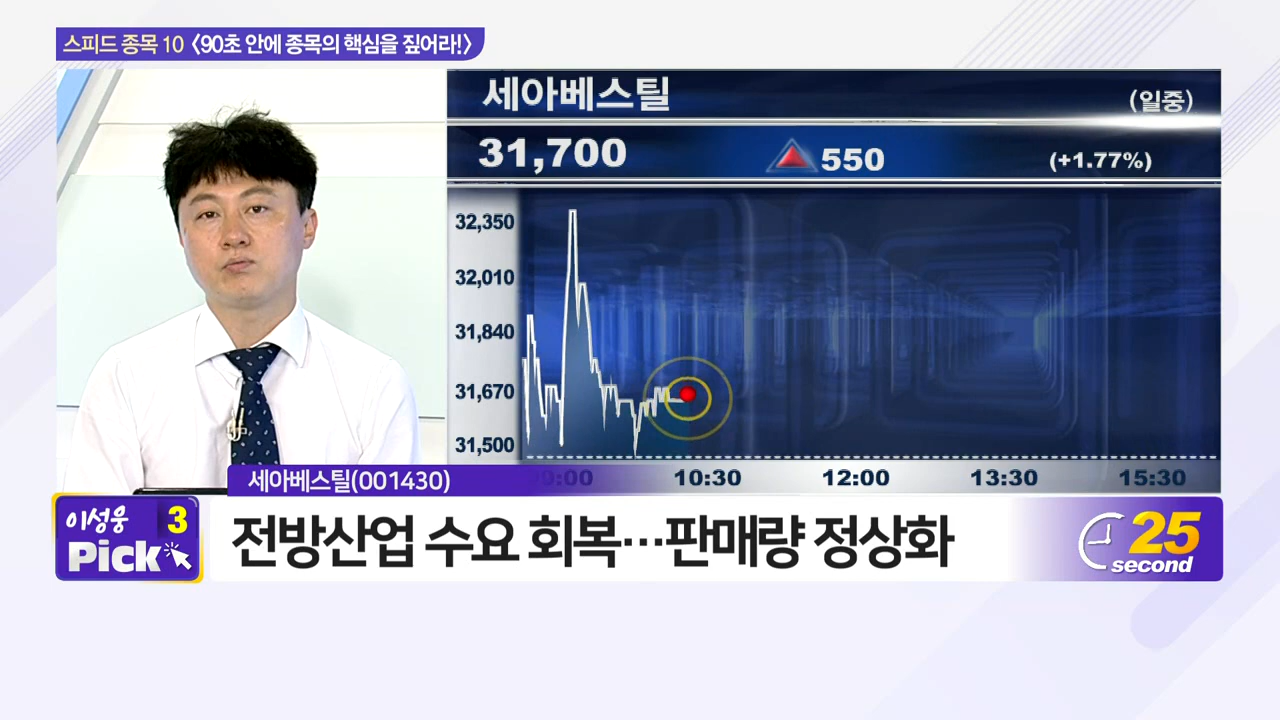 스피드 종목 10 <90초 안에 종목의 핵심을 짚어라!>
세아베스틸
(일중)
31,700
550
(+1.77%)
32,350
32,010
31,840
31,670
31,500
09:00
10:30
12:00
13:30
15:30
세아베스틸(001430)
이성웅
3
Pick
전방산업 수요 회복…판매량 정상화
25
second